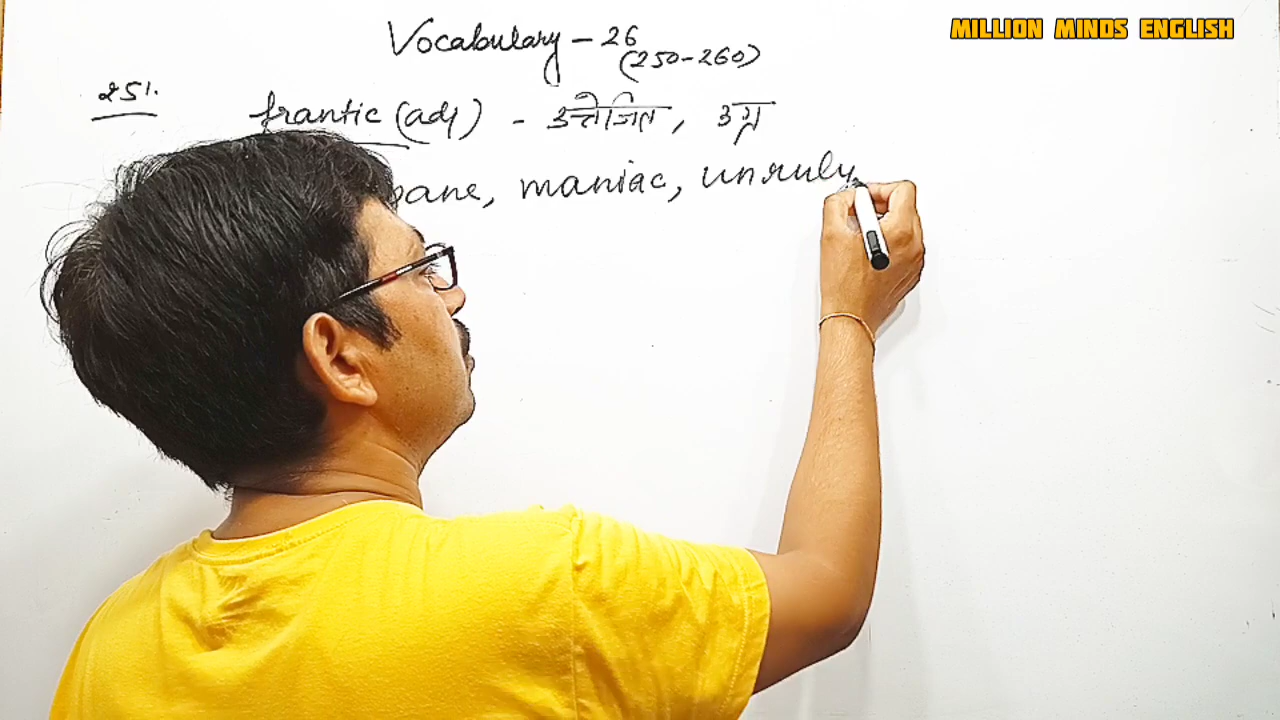 MILLION MINDS ENGLISH
Vocabulary - 26
(250-260)
251. frantic (adj) - उत्तेजित, उग्र
maniac, unruly